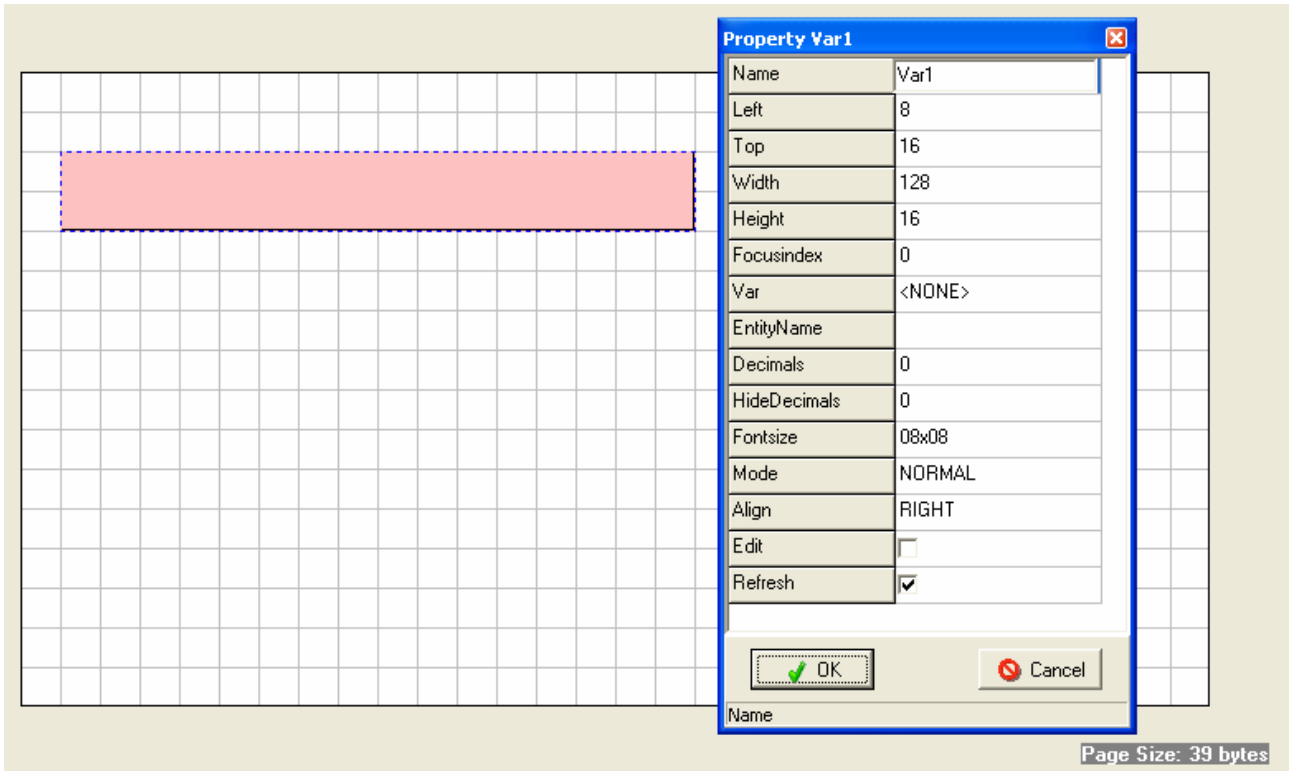 Property Var1
Name Var1
Left 8
Top 16
Width 128
Height 16
Focusindex 0
Var <NONE>
EntityName
Decimals 0
HideDecimals 0
Fontsize 08x08
Mode NORMAL
Align RIGHT
Edit
Refresh
OK Cancel
Name
Page Size: 39 bytes